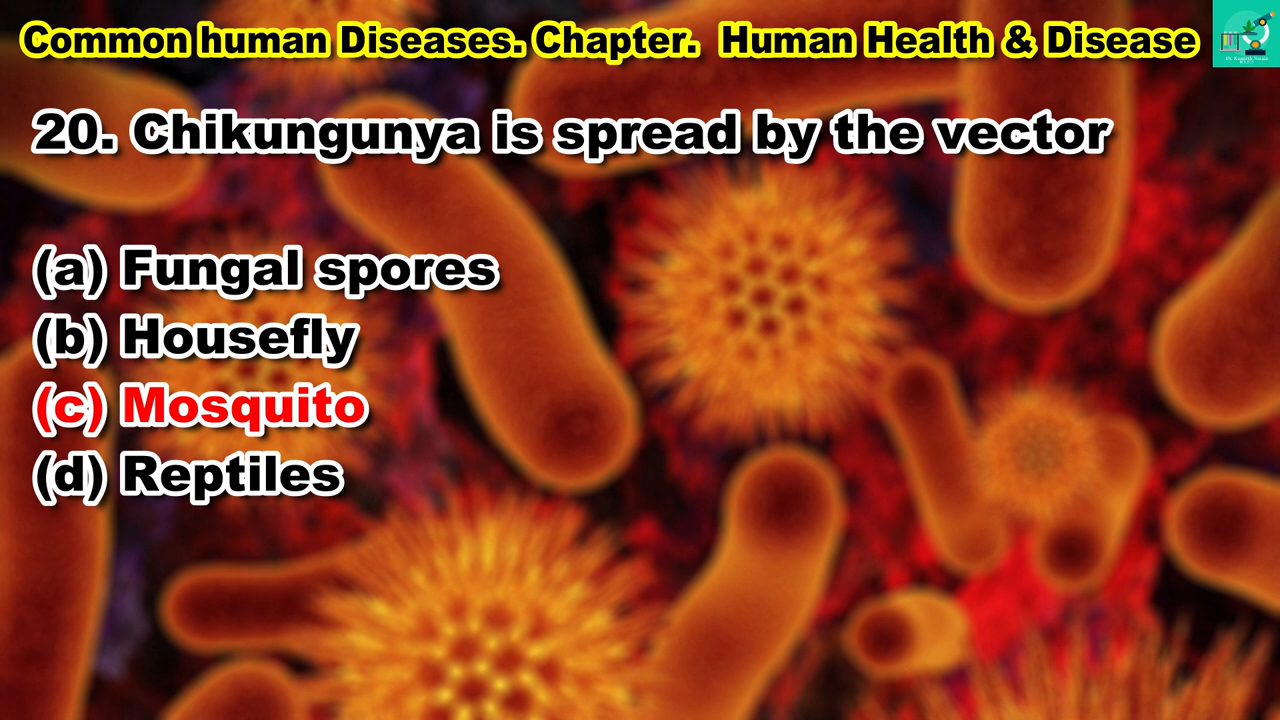 Common human Diseases. Chapter.  Human Health & Disease
20. Chikungunya is spread by the vector
(a) Fungal spores
(b) Housefly
(c) Mosquito
(d) Reptiles